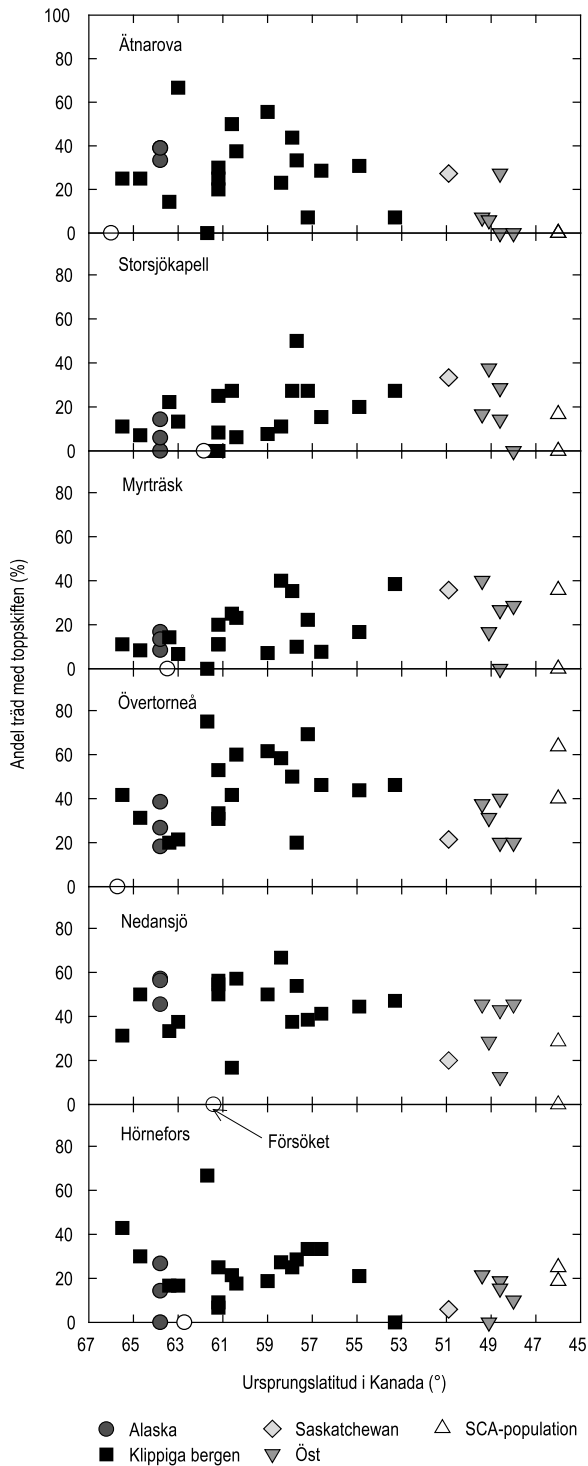 100
80
60
40
20
0
Ätnarova
80
60
40
20
0
Storsjökapell
80
60
40
20
0
Myrträsk
80
60
40
20
0
Övertorneå
80
60
40
20
0
Nedansjö
Försöket
80
60
40
20
0
Hörnefors
Andel träd med toppskiften (%)
67 65 63 61 59 57 55 53 51 49 47 45
Ursprungslatitud i Kanada (°)
Alaska Saskatchewan SCA-population
Klippiga bergen Öst